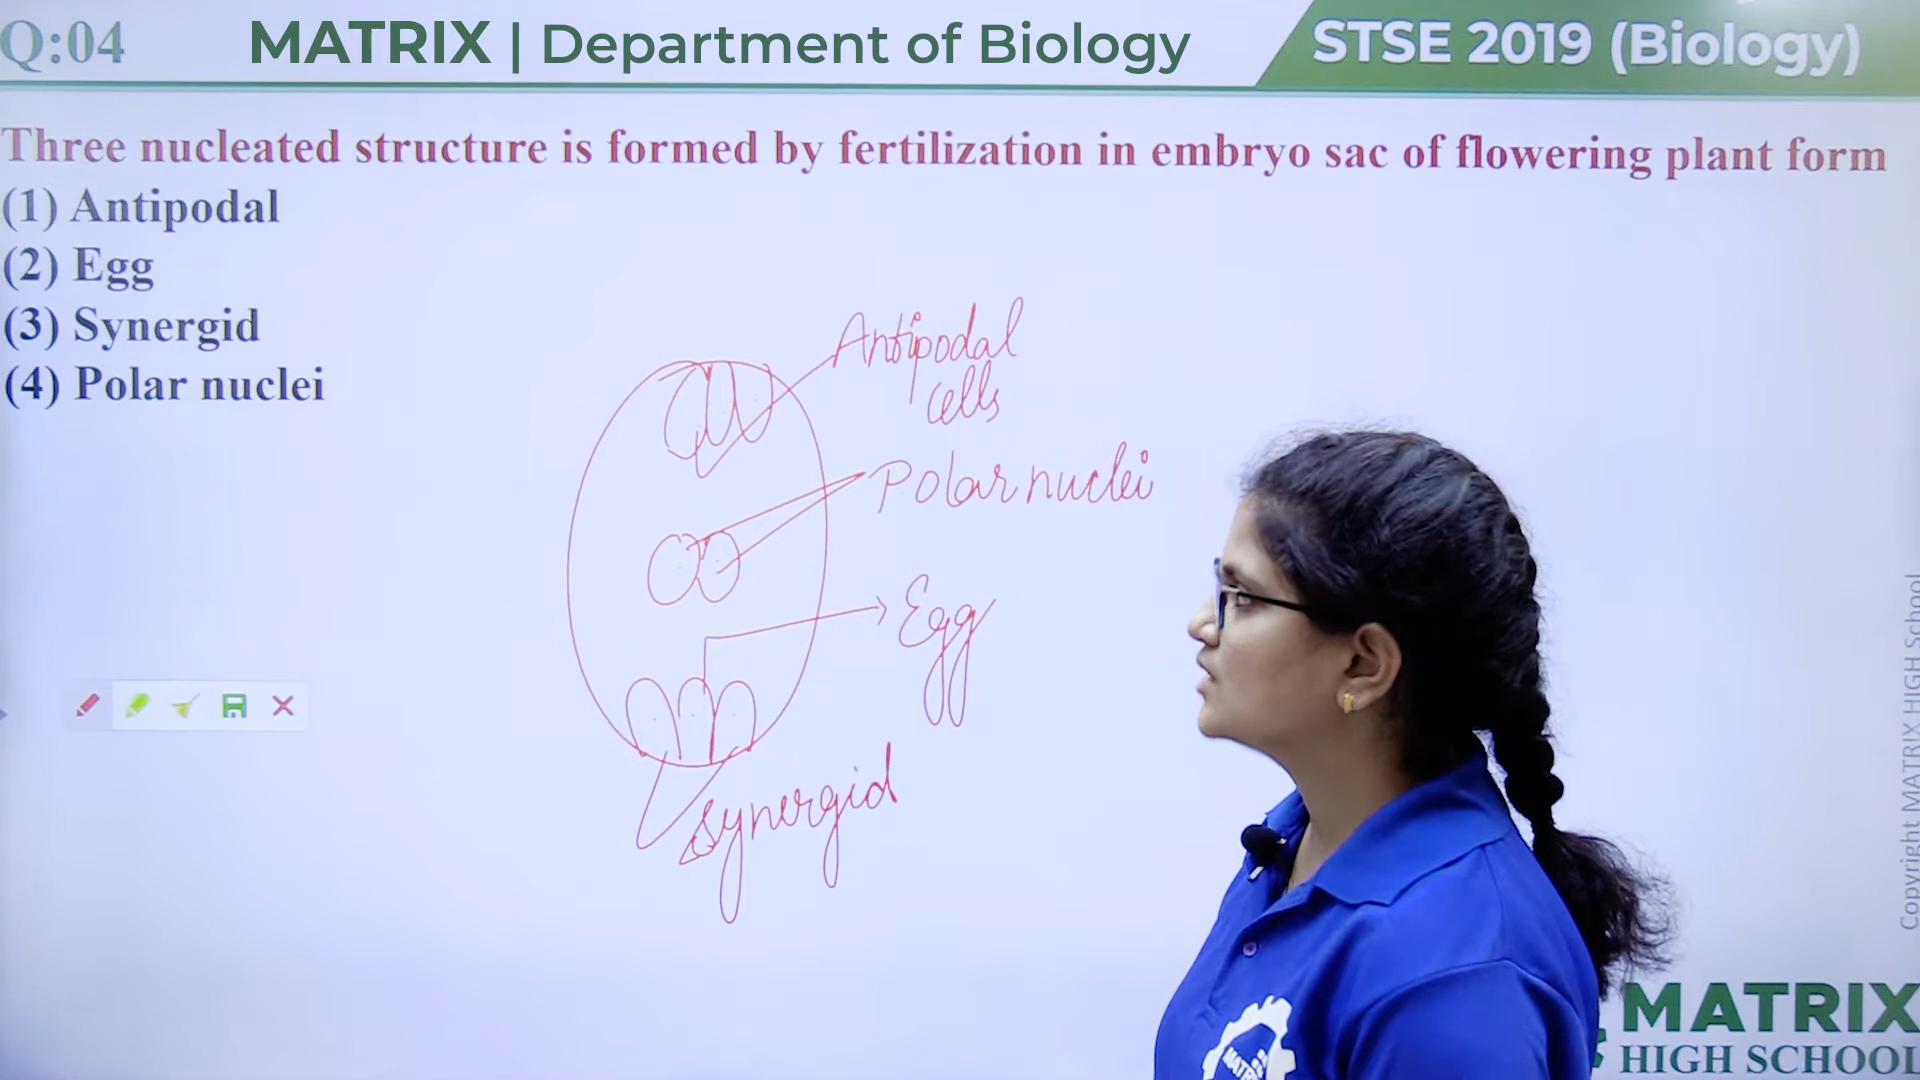 Q:04
MATRIX | Department of Biology
STSE 2019 (Biology)
Three nucleated structure is formed by fertilization in embryo sac of flowering plant form
(1) Antipodal
(2) Egg
(3) Synergid
(4) Polar nuclei
Antipodal
cells
Polar nuclei
Egg
synergid
Copyright MATRIX HIGH School
MATRIX
HIGH SCHOOL